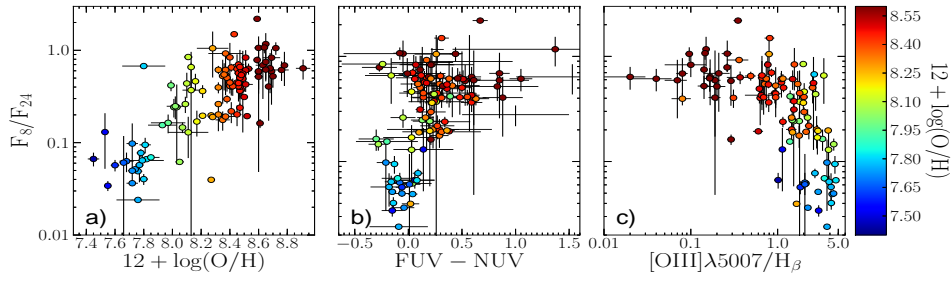 F₈/F₂₄
1.0
0.1
0.01
a)
7.4 7.6 7.8 8.0 8.2 8.4 8.6 8.8
12 + log(O/H)
b)
−0.5 0.0 0.5 1.0 1.5
FUV − NUV
c)
0.01 0.1 1.0 5.0
[OIII]λ5007/Hβ
8.55
8.40
8.25
8.10
7.95
7.80
7.65
7.50
12 + log(O/H)